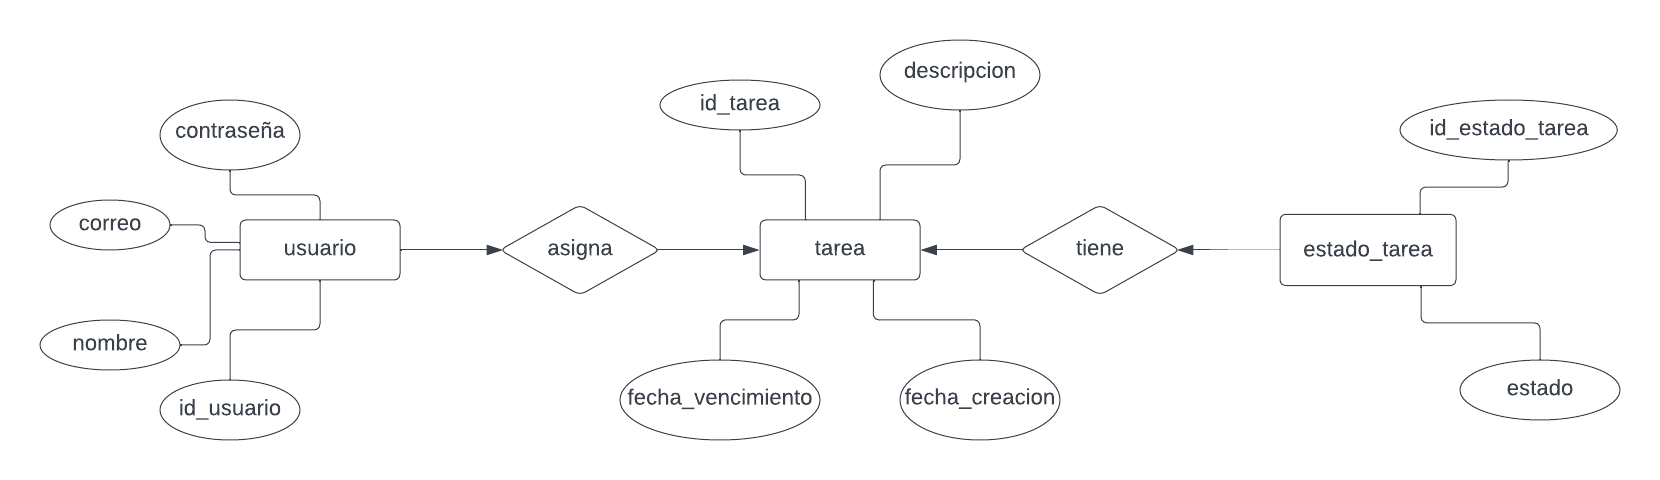 descripcion
id_tarea
contraseña
id_estado_tarea
correo
usuario
asigna
tarea
tiene
estado_tarea
nombre
id_usuario
fecha_vencimiento
fecha_creacion
estado